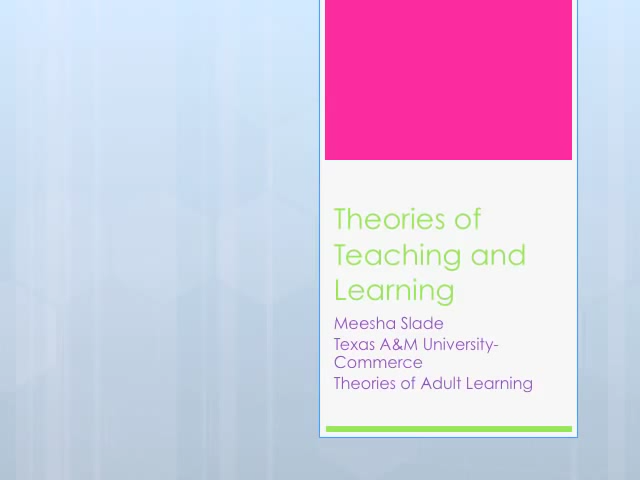 Theories of
Teaching and
Learning
Meesha Slade
Texas A&M University-
Commerce
Theories of Adult Learning